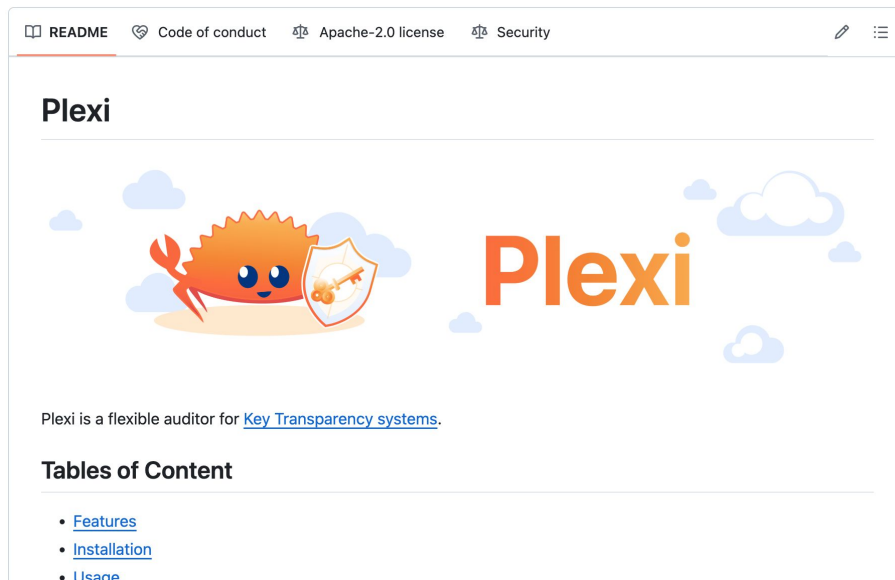 README Code of conduct Apache-2.0 license Security
Plexi
Plexi
Plexi is a flexible auditor for Key Transparency systems.
Tables of Content
Features
Installation
Usage